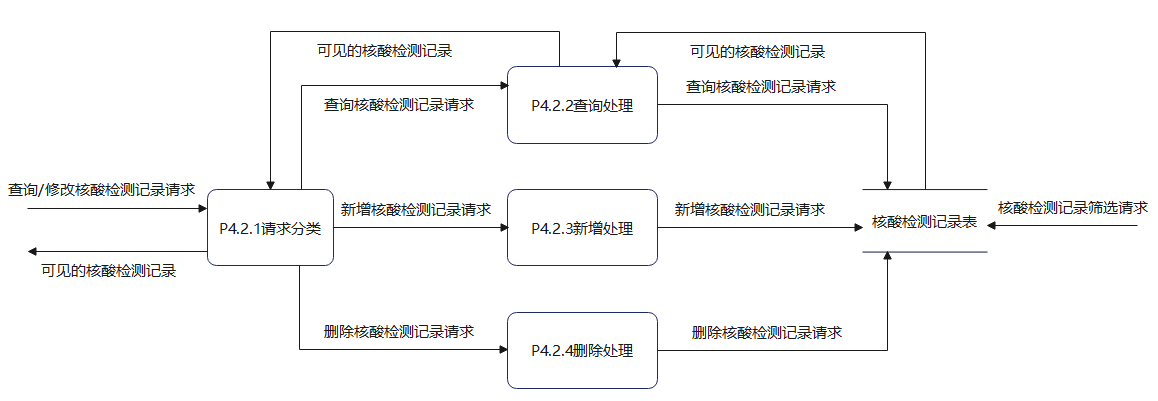 可见的核酸检测记录
可见的核酸检测记录
查询核酸检测记录请求
P4.2.2查询处理
查询核酸检测记录请求
查询/修改核酸检测记录请求
P4.2.1请求分类
新增核酸检测记录请求
P4.2.3新增处理
新增核酸检测记录请求
核酸检测记录表
核酸检测记录筛选请求
可见的核酸检测记录
删除核酸检测记录请求
P4.2.4删除处理
删除核酸检测记录请求